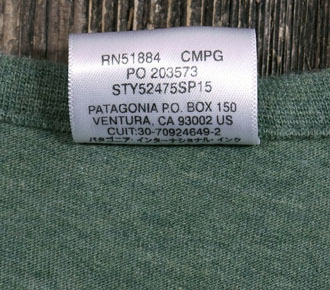 RN51884 CMPG
PO 203573
STY52475SP15
PATAGONIA P.O. BOX 150
VENTURA, CA 93002 US
CUIT:30-70924649-2
パタゴニア・インターナショナル・インク